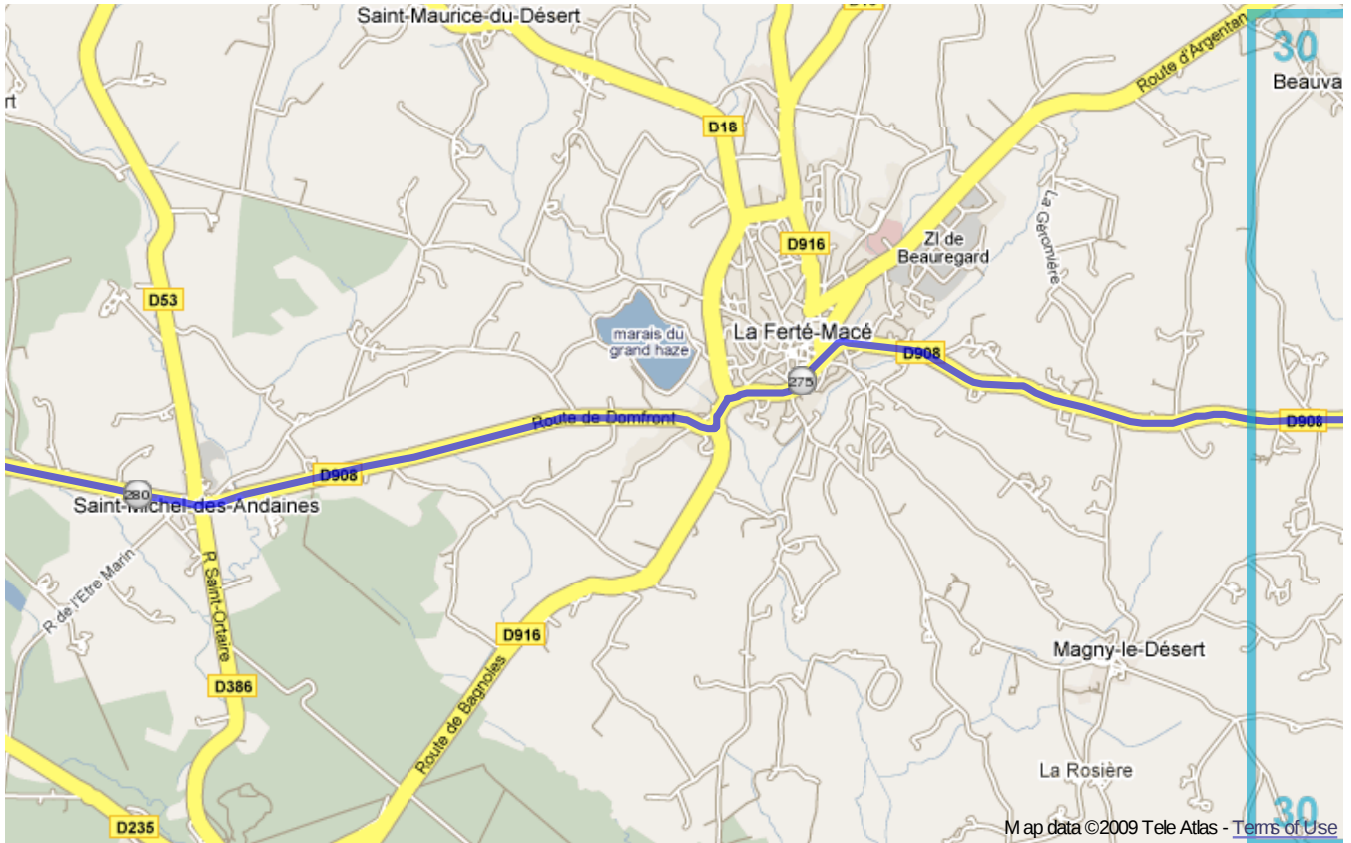 Saint-Maurice-du-Désert
Route d'Argentan
30
Beauva
rt
D18
La Géromière
D916
ZI de
Beauregard
D53
marais du
grand haze
La Ferté-Macé
D908
275
Route de Domfront
D908
D908
280
Saint-Michel-des-Andaines
R de l'Etre Marin
R Saint-Ortaire
D916
Magny-le-Désert
D386
Route de Bagnoles
La Rosière
30
D235
Map data ©2009 Tele Atlas - Terms of Use